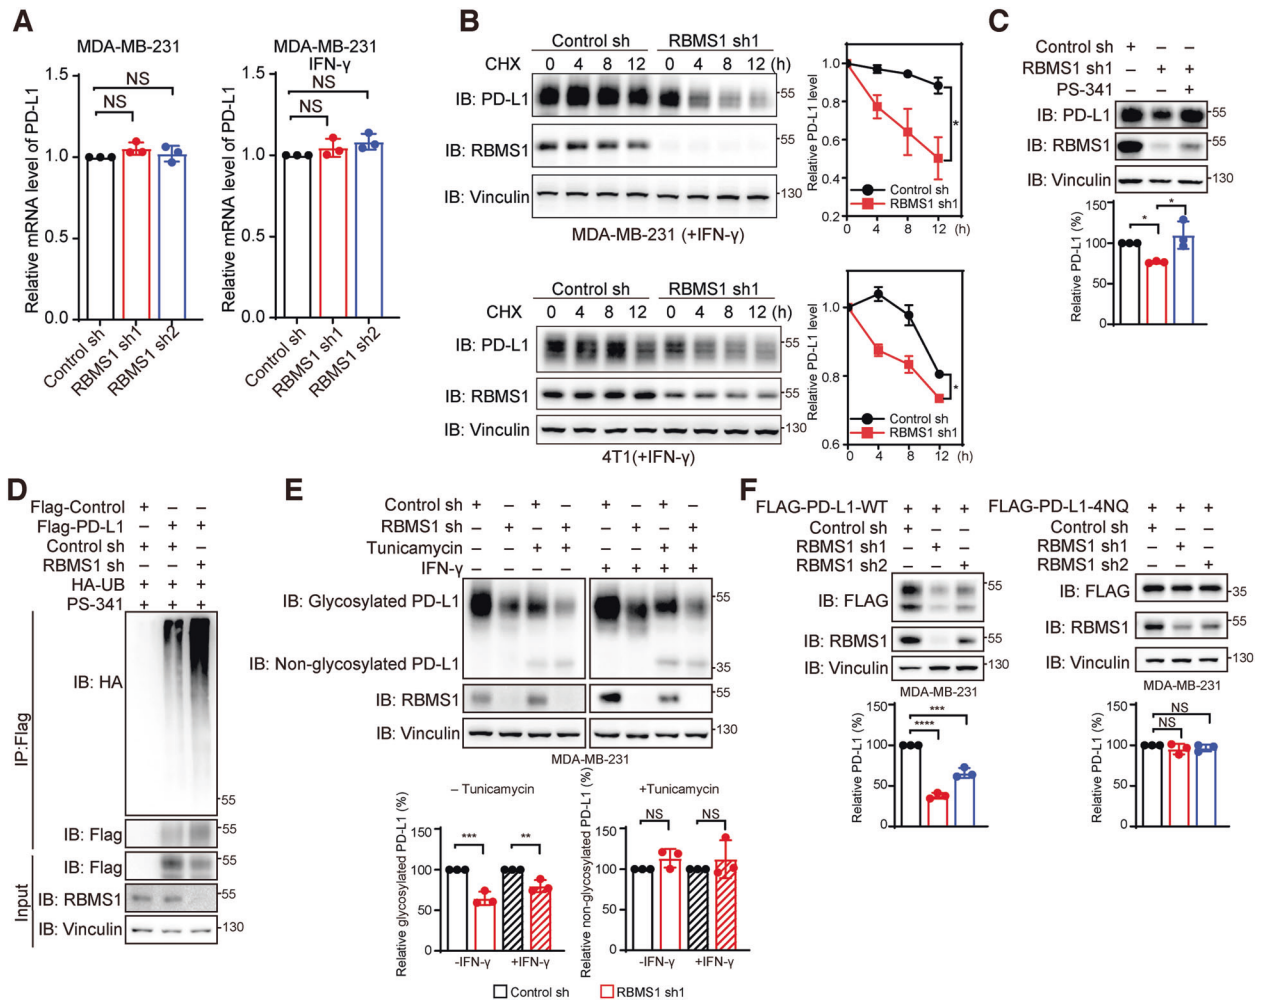 A
MDA-MB-231
Relative mRNA level of PD-L1
1.5
1.0
0.5
0.0
NS
NS
Control sh
RBMS1 sh1
RBMS1 sh2
MDA-MB-231
IFN-γ
Relative mRNA level of PD-L1
1.5
1.0
0.5
0.0
NS
NS
Control sh
RBMS1 sh1
RBMS1 sh2
B
Control sh RBMS1 sh1
CHX 0 4 8 12 0 4 8 12 (h)
IB: PD-L1 55
IB: RBMS1 55
IB: Vinculin 130
MDA-MB-231 (+IFN-γ)
Relative PD-L1 level
1.0
0.8
0.6
0.4
0.2
*
Control sh
RBMS1 sh1
0 4 8 12 (h)
Control sh RBMS1 sh1
CHX 0 4 8 12 0 4 8 12 (h)
IB: PD-L1 55
IB: RBMS1 55
IB: Vinculin 130
4T1(+IFN-γ)
Relative PD-L1 level
1.0
0.8
0.6
*
Control sh
RBMS1 sh1
0 4 8 12 (h)
C
Control sh + – –
RBMS1 sh1 – + +
PS-341 – – +
IB: PD-L1 55
IB: RBMS1 55
IB: Vinculin 130
Relative PD-L1 (%)
150
100
50
0
* *
D
Flag-Control + – –
Flag-PD-L1 – + +
Control sh + + –
RBMS1 sh – – +
HA-UB + + +
PS-341 + + +
IP:Flag
IB: HA
55
IB: Flag 55
Input
IB: Flag 55
IB: RBMS1 55
IB: Vinculin 130
E
Control sh + – + – + – + –
RBMS1 sh – + – + – + – +
Tunicamycin – – + + – – + +
IFN-γ – – – – + + + +
IB: Glycosylated PD-L1 55
IB: Non-glycosylated PD-L1 35
IB: RBMS1 55
IB: Vinculin 130
MDA-MB-231
– Tunicamycin
Relative glycosylated PD-L1 (%)
150
100
50
0
*** **
-IFN-γ +IFN-γ
+Tunicamycin
Relative non-glycosylated PD-L1 (%)
150
100
50
0
NS NS
-IFN-γ +IFN-γ
Control sh RBMS1 sh1
F
FLAG-PD-L1-WT + + +
Control sh + – –
RBMS1 sh1 – + –
RBMS1 sh2 – – +
IB: FLAG 55
IB: RBMS1 55
IB: Vinculin 130
MDA-MB-231
Relative PD-L1 (%)
150
100
50
0
***
****
FLAG-PD-L1-4NQ + + +
Control sh + – –
RBMS1 sh1 – + –
RBMS1 sh2 – – +
IB: FLAG 35
IB: RBMS1 55
IB: Vinculin 130
MDA-MB-231
Relative PD-L1 (%)
150
100
50
0
NS
NS